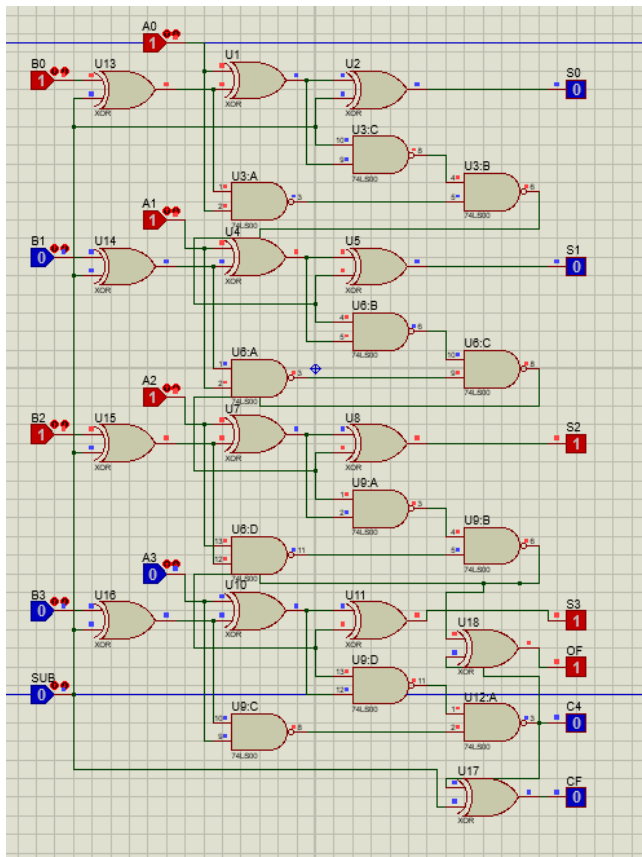 A0
1
B0
1
U13
XOR
U1
XOR
U2
XOR
S0
0
10
9
U3:C
8
74LS00
1
2
U3:A
3
74LS00
4
5
U3:B
6
74LS00
A1
1
B1
0
U14
XOR
U4
XOR
U5
XOR
S1
0
4
5
U6:B
6
74LS00
1
2
U6:A
3
74LS00
10
9
U6:C
8
74LS00
A2
1
B2
1
U15
XOR
U7
XOR
U8
XOR
S2
1
1
2
U9:A
3
74LS00
13
12
U6:D
11
74LS00
4
5
U9:B
6
74LS00
A3
0
B3
0
U16
XOR
U10
XOR
U11
XOR
S3
1
U18
XOR
OF
1
SUB
0
13
12
U9:D
11
74LS00
10
9
U9:C
8
74LS00
1
2
U12:A
3
74LS00
C4
0
U17
XOR
CF
0